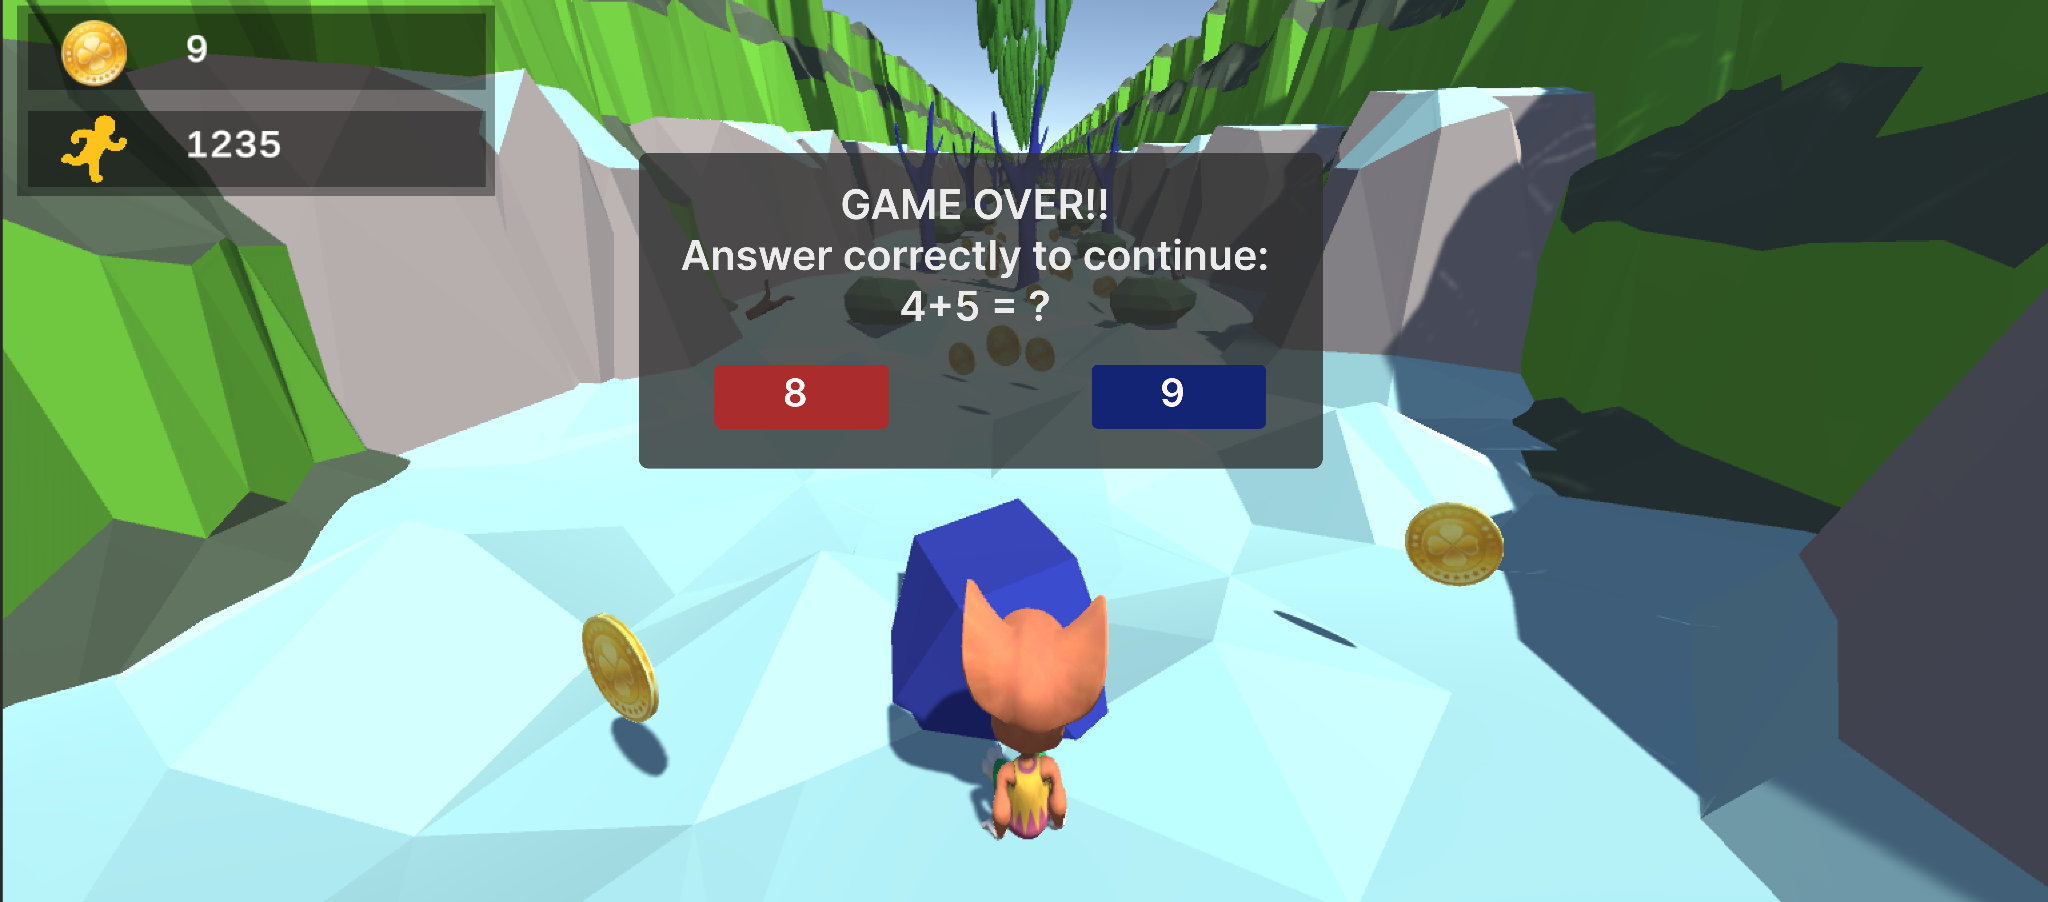 9
1235
GAME OVER!!
Answer correctly to continue:
4+5 = ?
8
9